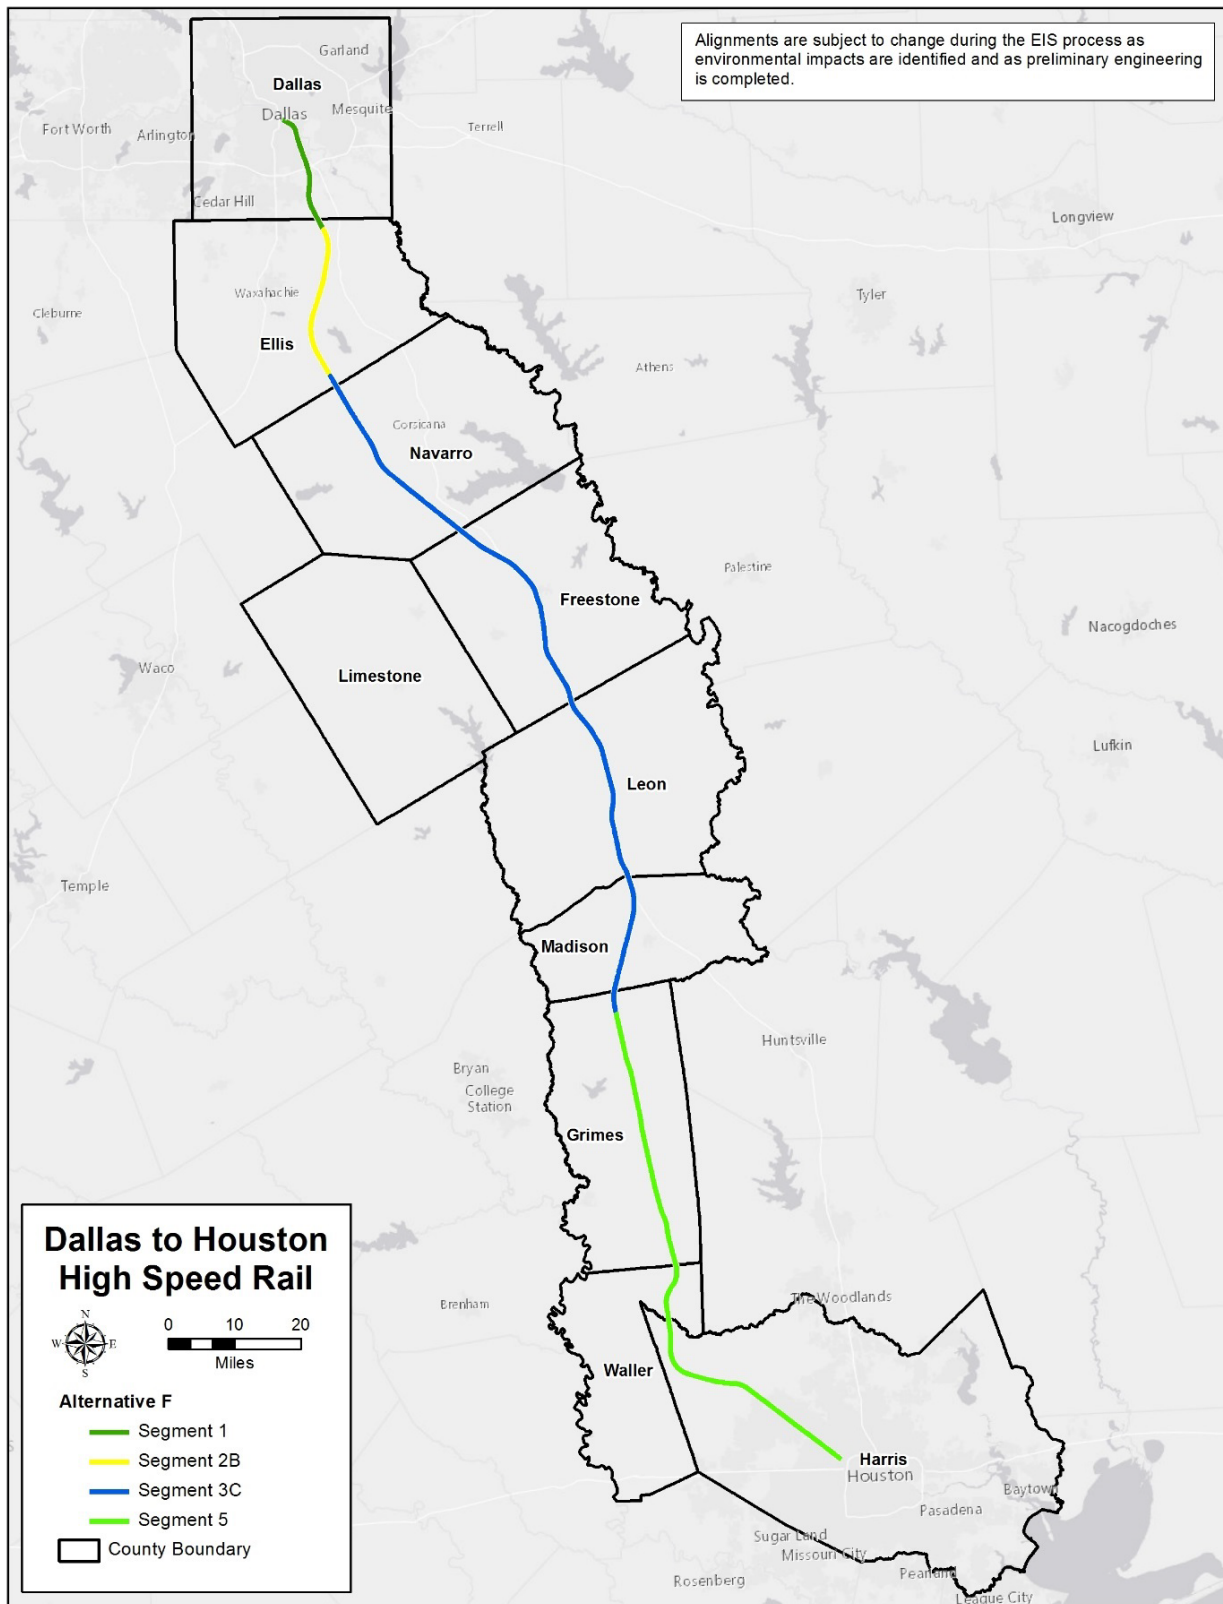 Alignments are subject to change during the EIS process as
environmental impacts are identified and as preliminary engineering
is completed.
Garland
Dallas
Dallas
Mesquite
Fort Worth
Arlington
Terrell
Cedar Hill
Longview
Waxahachie
Tyler
Cleburne
Ellis
Athens
Corsicana
Navarro
Palestine
Freestone
Nacogdoches
Waco
Limestone
Lufkin
Leon
Temple
Madison
Huntsville
Bryan
College
Station
Grimes
Brenham
The Woodlands
Waller
Harris
Houston
Baytown
Pasadena
Sugar Land
Missouri City
Pearland
Rosenberg
League City
Dallas to Houston
High Speed Rail
N
W E
S
0 10 20
Miles
Alternative F
Segment 1
Segment 2B
Segment 3C
Segment 5
County Boundary